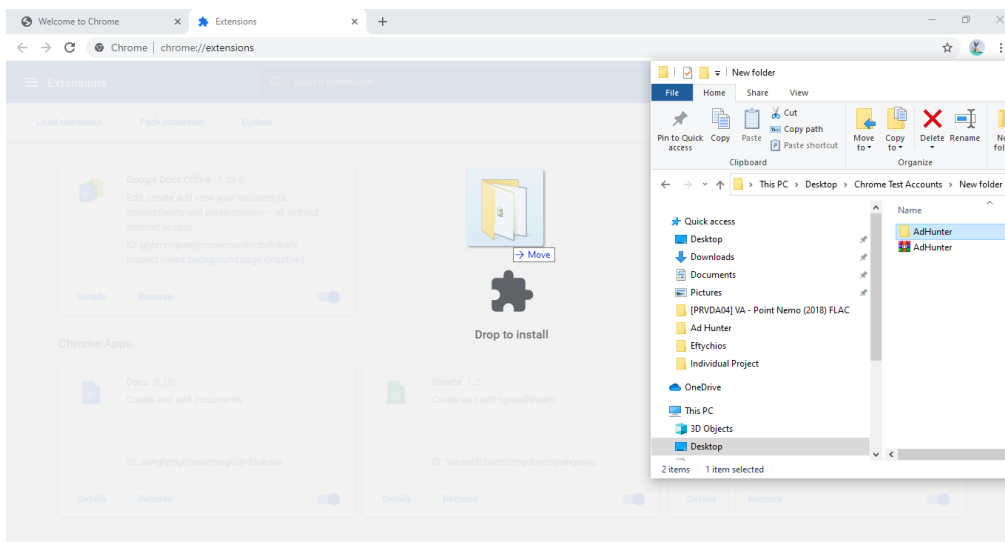 Welcome to Chrome
Extensions
Chrome | chrome://extensions
Extensions
Search extensions
Load unpacked
Pack extension
Update
Google Docs Offline 1.26.0
Edit, create and view your documents,
spreadsheets and presentations – all without
internet access.
Inspect views background page (Inactive)
Details
Remove
Chrome Apps
Docs 0.10
Create and edit documents
Details
Remove
Sheets 1.2
Create and edit spreadsheets
Details
Remove
Details
Remove
Move
Drop to install
New folder
File
Home
Share
View
Pin to Quick
access
Copy
Paste
Cut
Copy path
Paste shortcut
Clipboard
Move
to
Copy
to
Delete
Rename
Organize
This PC > Desktop > Chrome Test Accounts > New folder
Quick access
Desktop
Downloads
Documents
Pictures
[PRVDA04] VA - Point Nemo (2018) FLAC
Ad Hunter
Eftychios
Individual Project
OneDrive
This PC
3D Objects
Desktop
Name
AdHunter
AdHunter
2 items
1 item selected